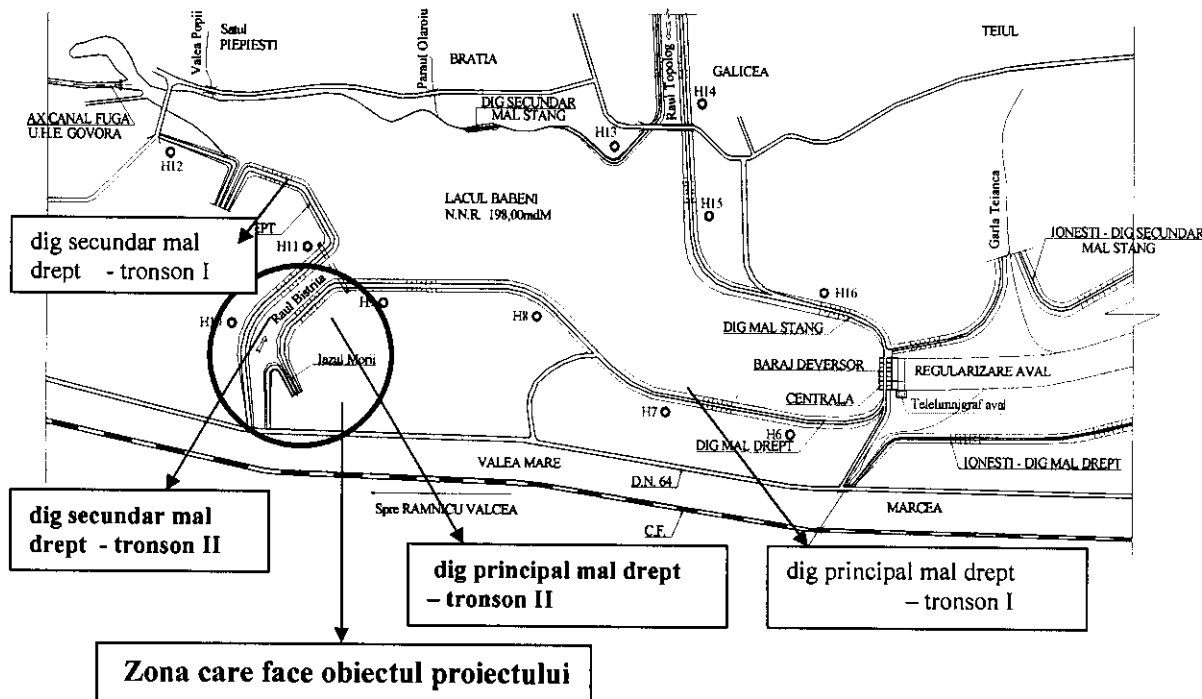 Valea Popii
Satul
PIEPIESTI
Paraul Olaroiu
BRATIA
Raul Topolog
GALICEA
TEIUL
H14
AX CANAL FUGA
U.H.E. GOVORA
DIG SECUNDAR
MAL STANG
H13
H12
LACUL BABENI
N.N.R. 198,00mdM
H15
Garla Teianca
IONESTI - DIG SECUNDAR
MAL STANG
dig secundar mal
drept - tronson I
H11
Raul Bistrita
H8
H16
DIG MAL STANG
Iazul Morii
BARAJ DEVERSOR
REGULARIZARE AVAL
CENTRALA
Telelimnigraf aval
H7
H6
DIG MAL DREPT
IONESTI - DIG MAL DREPT
VALEA MARE
D.N. 64
MARCEA
Spre RAMNICU VALCEA
C.F.
dig secundar mal
drept - tronson II
dig principal mal drept
– tronson II
dig principal mal drept
– tronson I
Zona care face obiectul proiectului